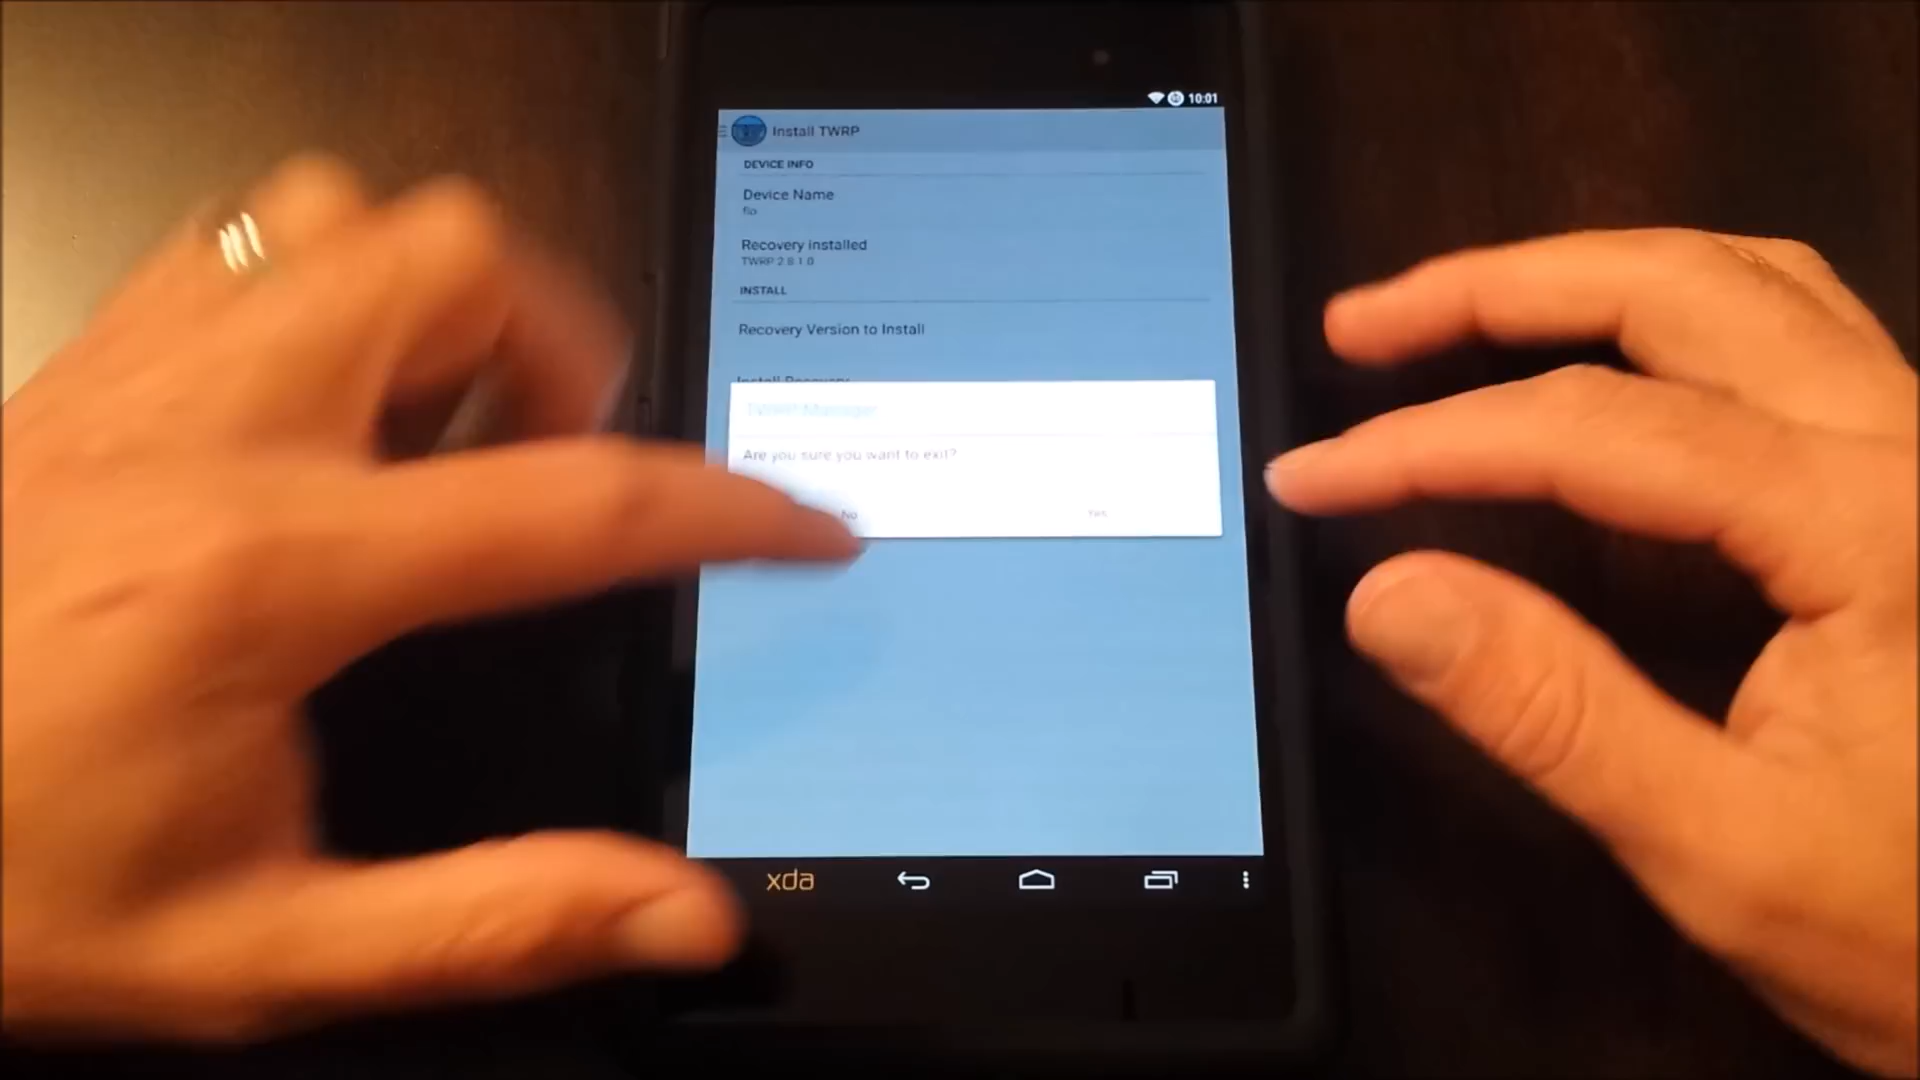 10:01
Install TWRP
DEVICE INFO
Device Name
flo
Recovery installed
TWRP 2.8.1.0
INSTALL
Recovery Version to Install
Install Recovery
TWRP Manager
Are you sure you want to exit?
No
Yes
xda